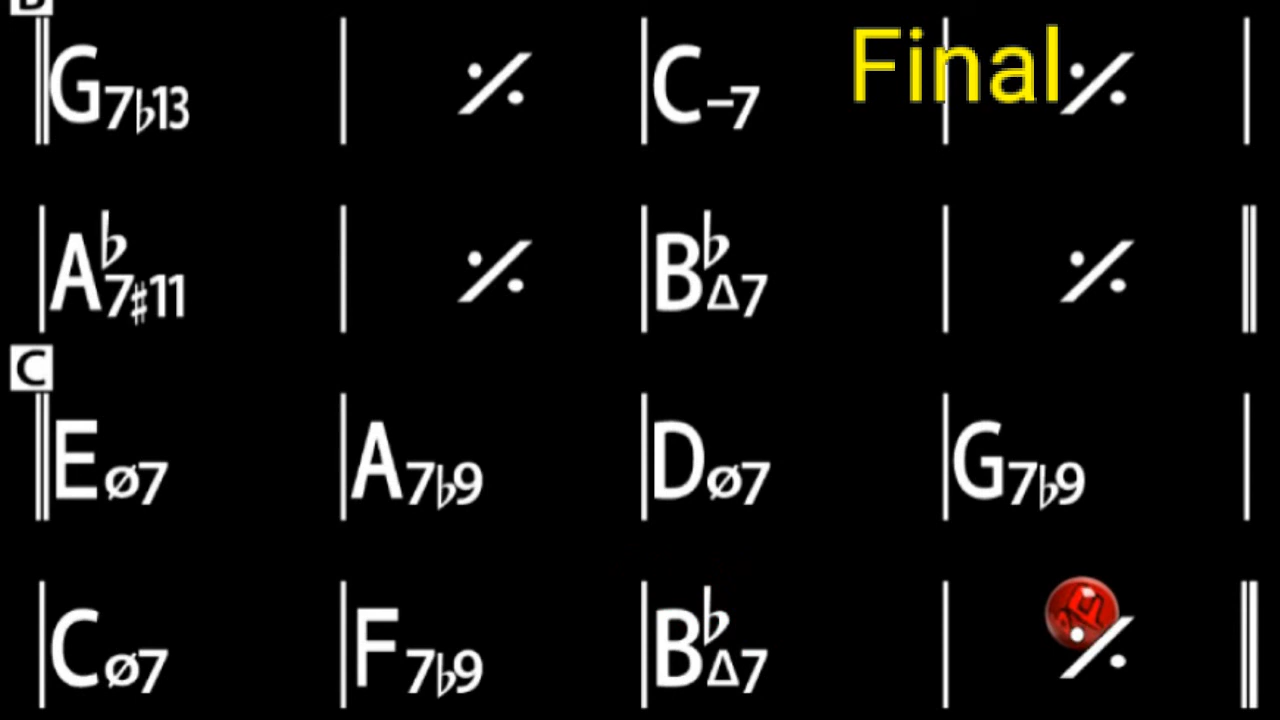 B
G7♭13 | 𝄎 | C–7 Final | 𝄎
A♭7♯11 | 𝄎 | B♭Δ7 | 𝄎
C
Eø7 | A7♭9 | Dø7 | G7♭9
Cø7 | F7♭9 | B♭Δ7 | 𝄎